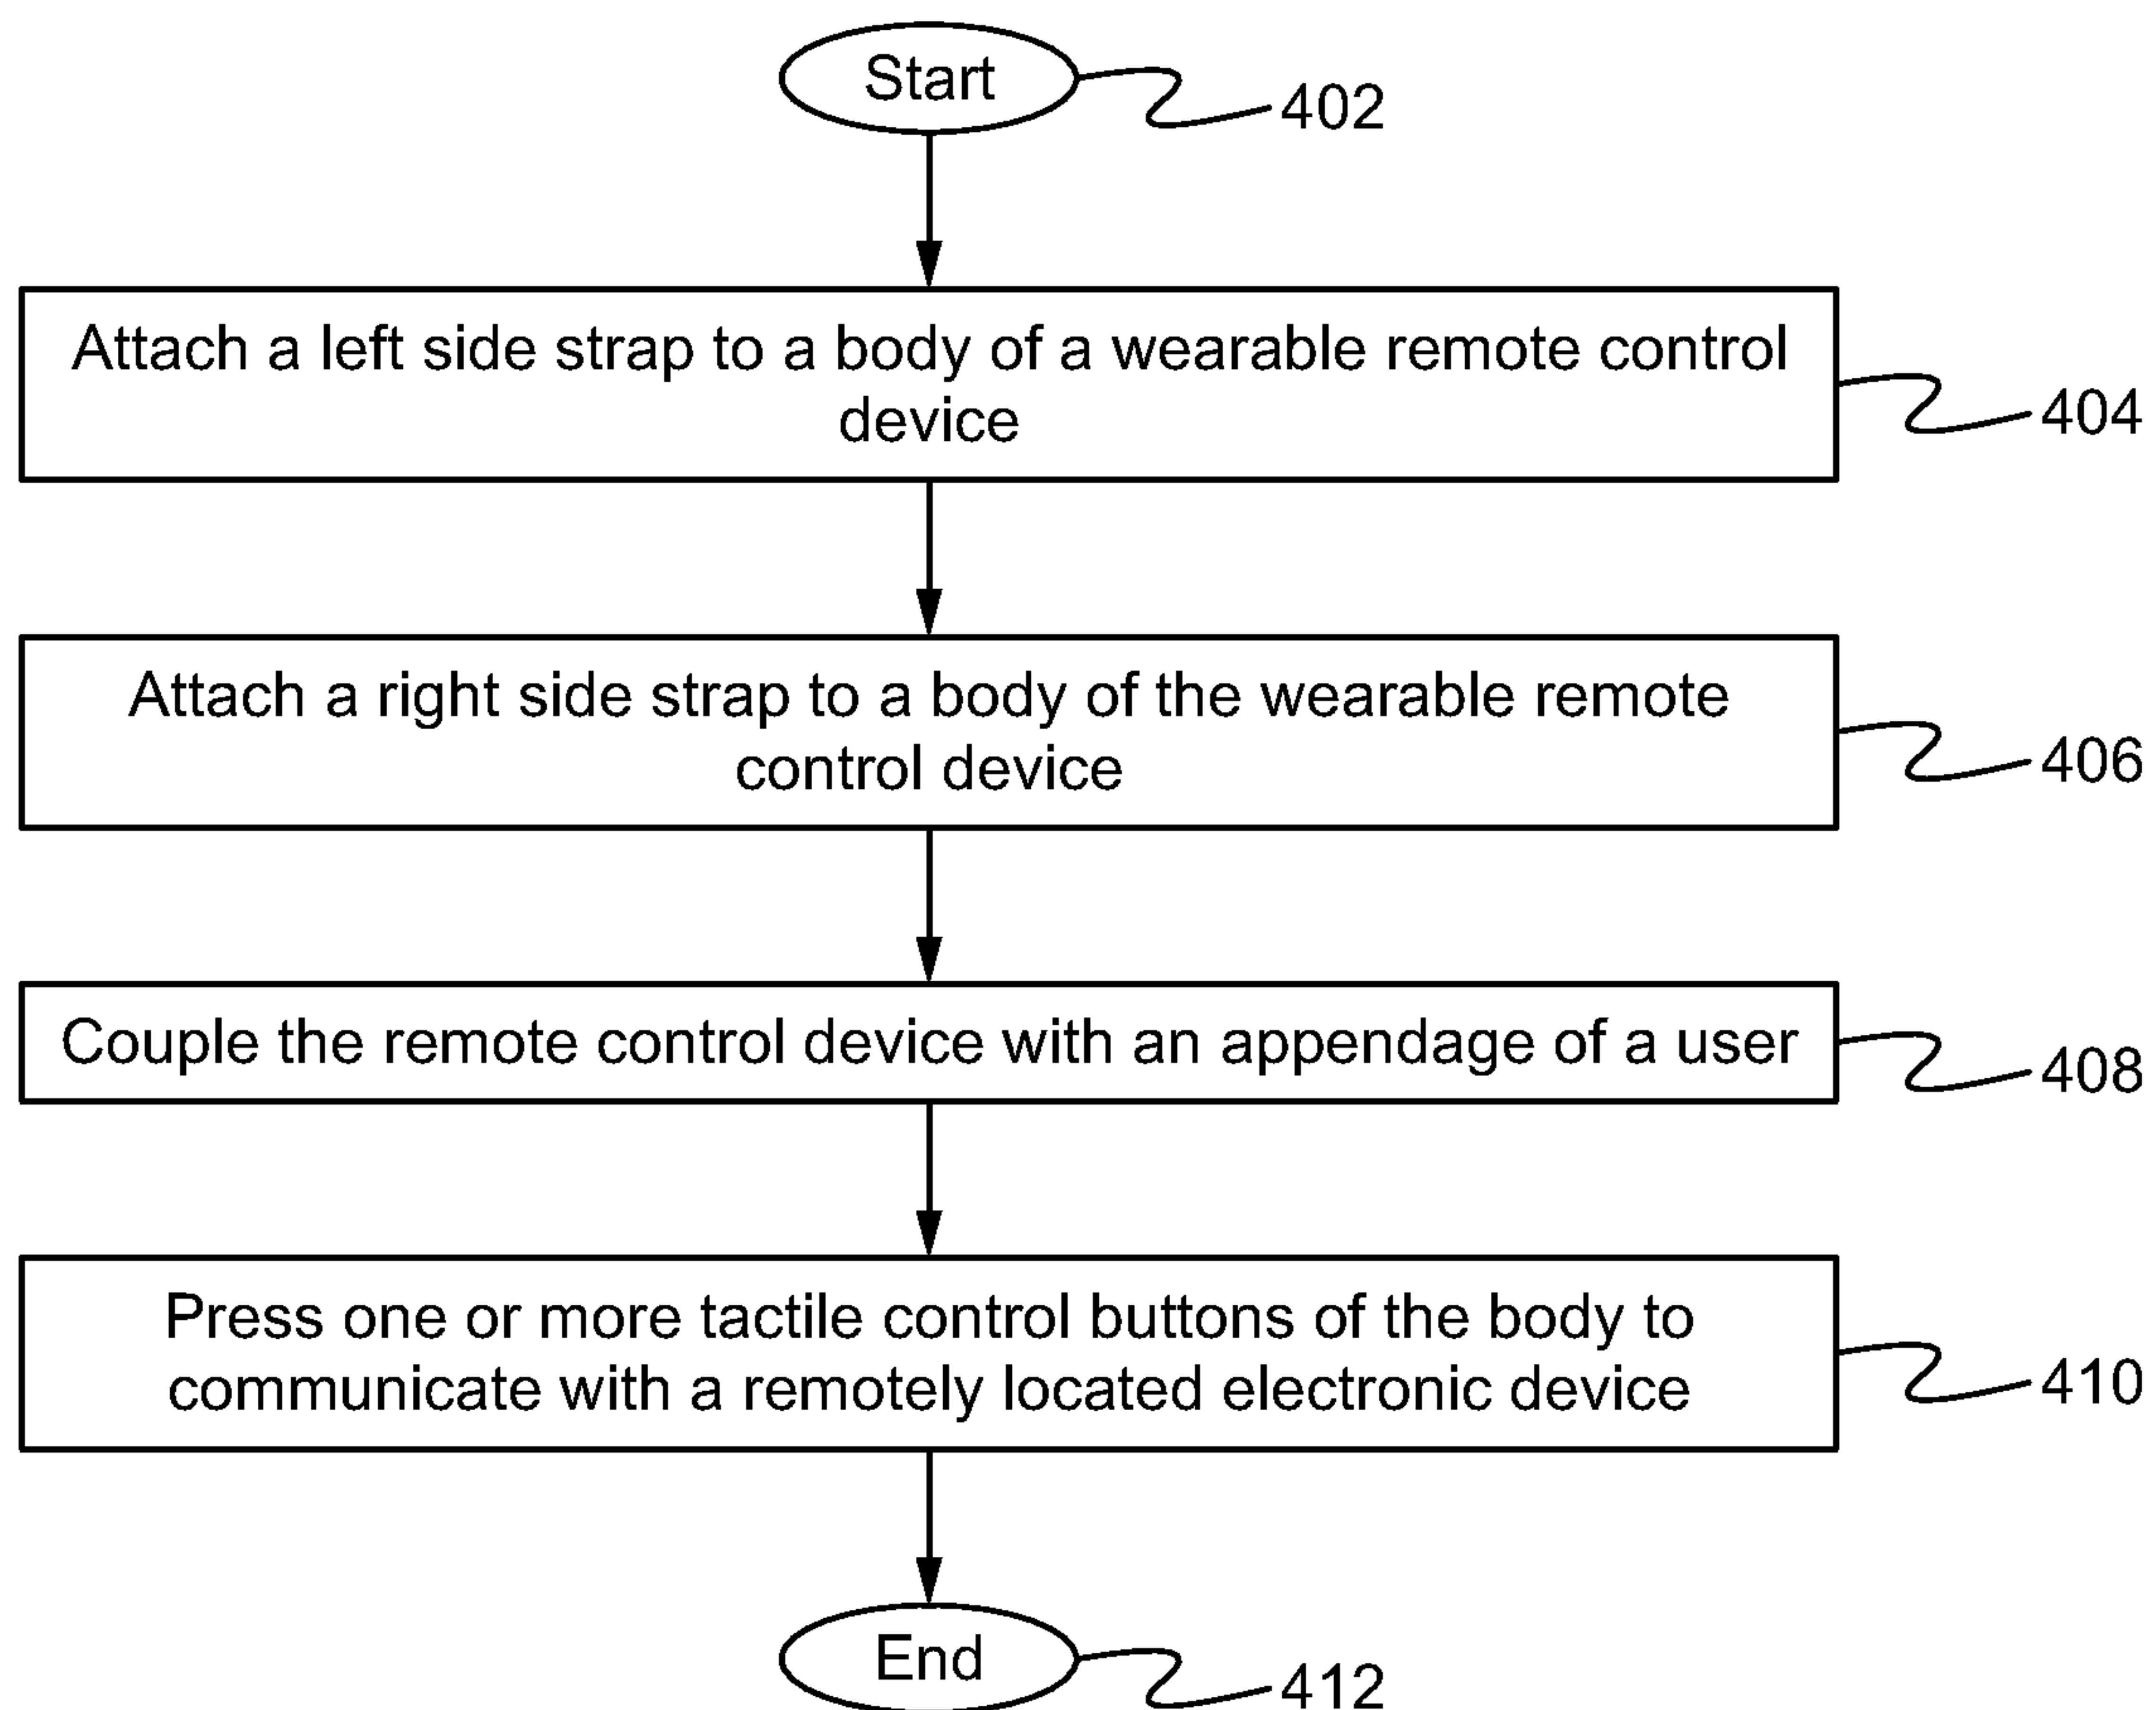 Start
402
Attach a left side strap to a body of a wearable remote control
device
404
Attach a right side strap to a body of the wearable remote
control device
406
Couple the remote control device with an appendage of a user
408
Press one or more tactile control buttons of the body to
communicate with a remotely located electronic device
410
End
412